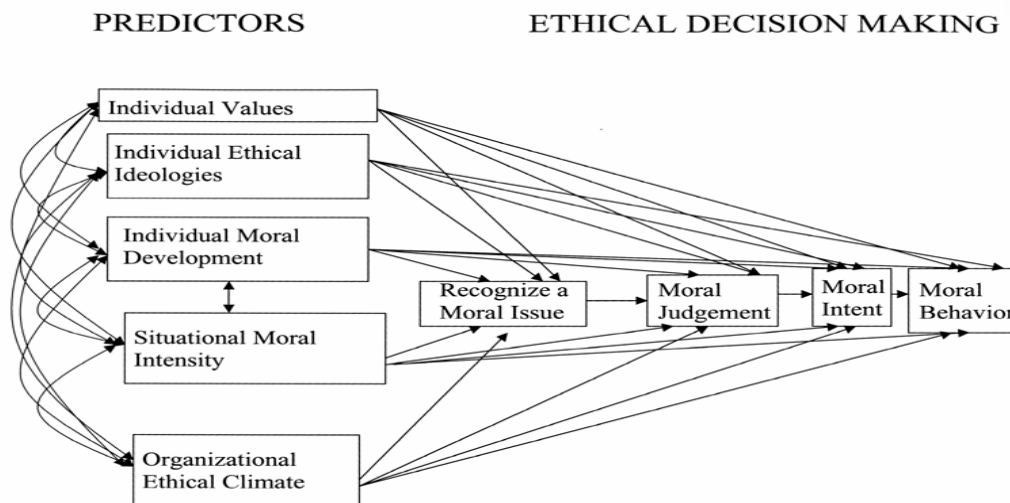 PREDICTORS
ETHICAL DECISION MAKING
Individual Values
Individual Ethical
Ideologies
Individual Moral
Development
Situational Moral
Intensity
Organizational
Ethical Climate
Recognize a
Moral Issue
Moral
Judgement
Moral
Intent
Moral
Behavior